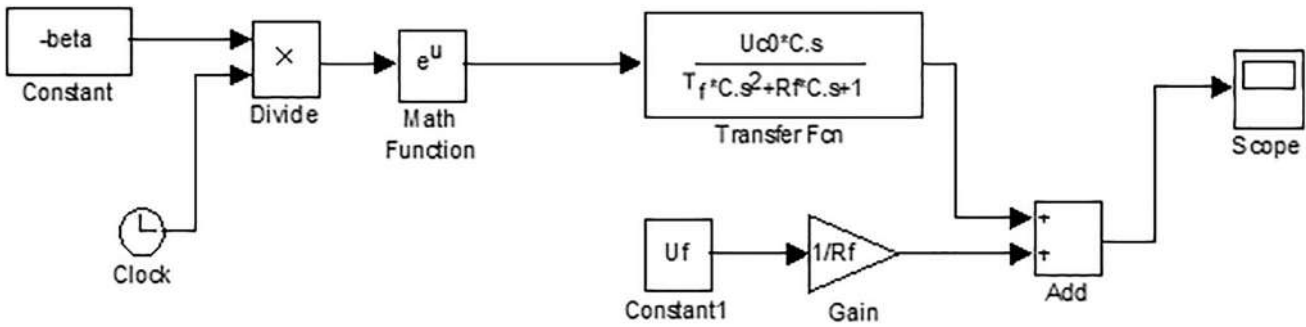 -beta
Constant
×
Divide
e^u
Math
Function
Uc0*C.s
T_f*C.s²+Rf*C.s+1
Transfer Fcn
Scope
Clock
Uf
Constant1
1/Rf
Gain
+
+
Add